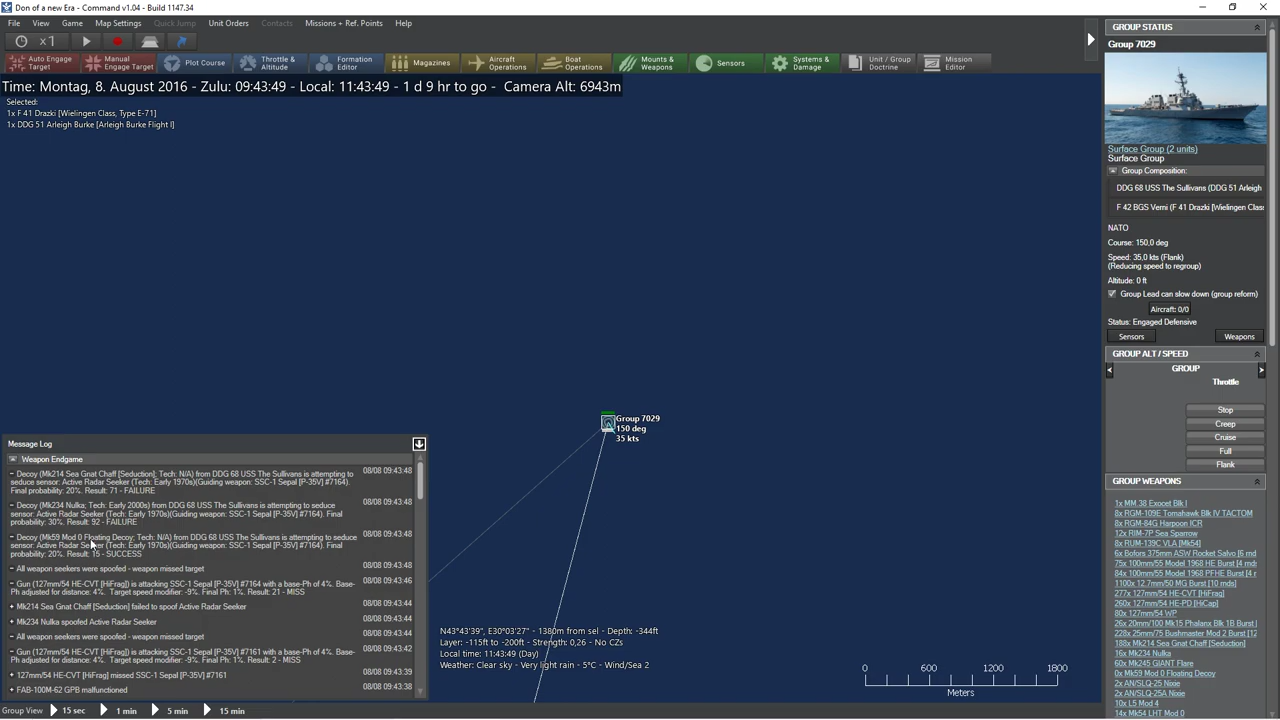 Don of a new Era - Command v1.04 - Build 1147.34
File View Game Map Settings Quick Jump Unit Orders Contacts Missions + Ref. Points Help
x1
Auto Engage Target
Manual Engage Target
Plot Course
Throttle & Altitude
Formation Editor
Magazines
Aircraft Operations
Boat Operations
Mounts & Weapons
Sensors
Systems & Damage
Unit / Group Doctrine
Mission Editor
Time: Montag, 8. August 2016 - Zulu: 09:43:49 - Local: 11:43:49 - 1 d 9 hr to go - Camera Alt: 6943m
Selected:
1x F 41 Drazki [Wielingen Class, Type E-71]
1x DDG 51 Arleigh Burke [Arleigh Burke Flight I]
Group 7029
150 deg
35 kts
Message Log
Weapon Endgame
Decoy (Mk214 Sea Gnat Chaff [Seduction]; Tech: N/A) from DDG 68 USS The Sullivans is attempting to 08/08 09:43:48
seduce sensor: Active Radar Seeker (Tech: Early 1970s)(Guiding weapon: SSC-1 Sepal [P-35V] #7164). Final
probability: 20%. Result: 71 - FAILURE
Decoy (Mk234 Nulka; Tech: Early 2000s) from DDG 68 USS The Sullivans is attempting to seduce 08/08 09:43:48
sensor: Active Radar Seeker (Tech: Early 1970s)(Guiding weapon: SSC-1 Sepal [P-35V] #7164). Final
probability: 30%. Result: 92 - FAILURE
Decoy (Mk59 Mod 0 Floating Decoy; Tech: N/A) from DDG 68 USS The Sullivans is attempting to seduce 08/08 09:43:48
sensor: Active Radar Seeker (Tech: Early 1970s)(Guiding weapon: SSC-1 Sepal [P-35V] #7164). Final
probability: 20%. Result: 15 - SUCCESS
All weapon seekers were spoofed - weapon missed target 08/08 09:43:48
Gun (127mm/54 HE-CVT [HiFrag]) is attacking SSC-1 Sepal [P-35V] #7164 with a base-Ph of 4%. Base- 08/08 09:43:46
Ph adjusted for distance: 4%. Target speed modifier: -9%. Final Ph: 1%. Result: 21 - MISS
Mk214 Sea Gnat Chaff [Seduction] failed to spoof Active Radar Seeker 08/08 09:43:44
Mk234 Nulka spoofed Active Radar Seeker 08/08 09:43:44
All weapon seekers were spoofed - weapon missed target 08/08 09:43:44
Gun (127mm/54 HE-CVT [HiFrag]) is attacking SSC-1 Sepal [P-35V] #7161 with a base-Ph of 4%. Base- 08/08 09:43:42
Ph adjusted for distance: 4%. Target speed modifier: -9%. Final Ph: 1%. Result: 2 - MISS
127mm/54 HE-CVT [HiFrag] missed SSC-1 Sepal [P-35V] #7161 08/08 09:43:39
FAB-100M-62 GPB malfunctioned 08/08 09:43:38
N43°43'39", E30°03'27" - 1380m from sel - Depth: -344ft
Layer: -115ft to -200ft - Strength: 0,26 - No CZs
Local time: 11:43:49 (Day)
Weather: Clear sky - Very light rain - 5°C - Wind/Sea 2
0 600 1200 1800
Meters
Group View 15 sec 1 min 5 min 15 min
GROUP STATUS
Group 7029
Surface Group (2 units)
Surface Group
Group Composition:
DDG 68 USS The Sullivans (DDG 51 Arleigh
F 42 BGS Verni (F 41 Drazki [Wielingen Class
NATO
Course: 150,0 deg
Speed: 35,0 kts (Flank)
(Reducing speed to regroup)
Altitude: 0 ft
Group Lead can slow down (group reform)
Aircraft: 0/0
Status: Engaged Defensive
Sensors Weapons
GROUP ALT / SPEED
GROUP
Throttle
Stop
Creep
Cruise
Full
Flank
GROUP WEAPONS
1x MM.38 Exocet Blk I
8x RGM-109E Tomahawk Blk IV TACTOM
8x RGM-84G Harpoon ICR
12x RIM-7P Sea Sparrow
8x RUM-139C VLA [Mk54]
6x Bofors 375mm ASW Rocket Salvo [6 rnd
75x 100mm/55 Model 1968 HE Burst [4 rnd
84x 100mm/55 Model 1968 PFHE Burst [4 r
1100x 12.7mm/50 MG Burst [10 rnds]
277x 127mm/54 HE-CVT [HiFrag]
260x 127mm/54 HE-PD [HiCap]
80x 127mm/54 WP
26x 20mm/100 Mk15 Phalanx Blk 1B Burst [
228x 25mm/75 Bushmaster Mod 2 Burst [12
188x Mk214 Sea Gnat Chaff [Seduction]
16x Mk234 Nulka
60x Mk245 GIANT Flare
0x Mk59 Mod 0 Floating Decoy
2x AN/SLQ-25 Nixie
2x AN/SLQ-25A Nixie
10x L5 Mod 4
14x Mk54 LHT Mod 0